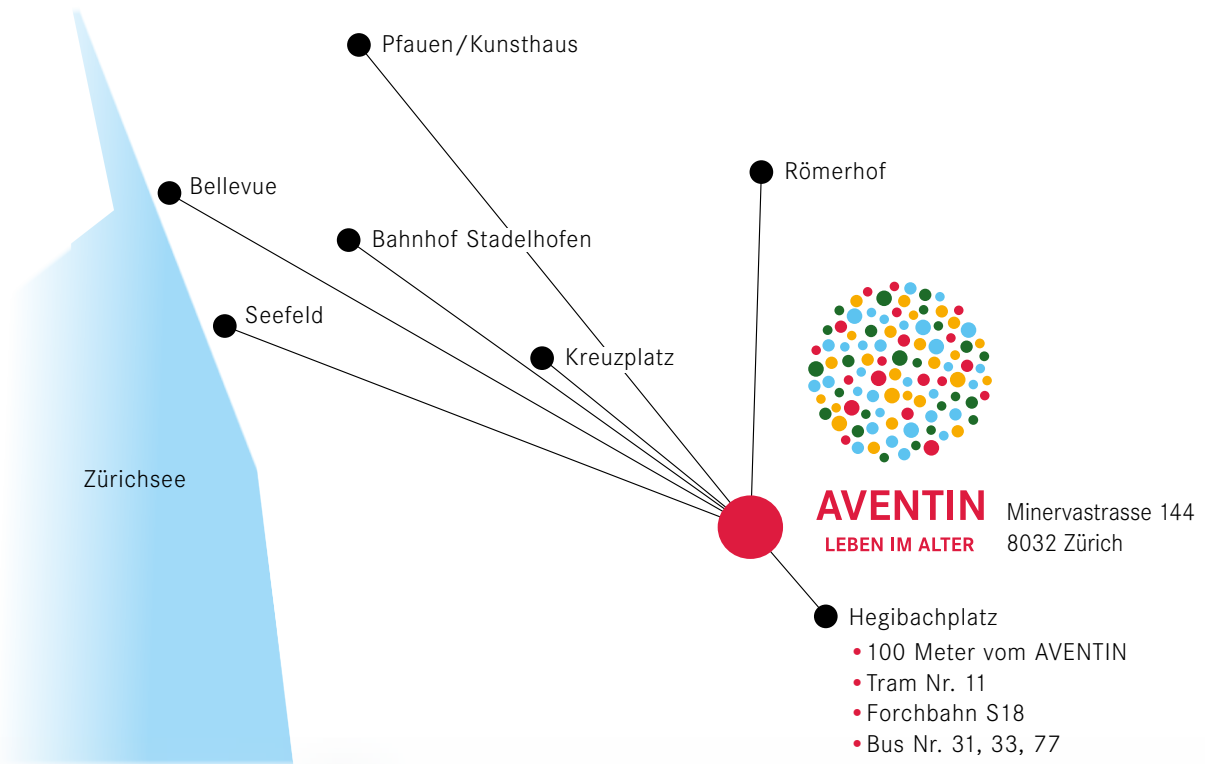 Pfauen/Kunsthaus
Römerhof
Bellevue
Bahnhof Stadelhofen
Seefeld
Kreuzplatz
Zürichsee
AVENTIN
LEBEN IM ALTER
Minervastrasse 144
8032 Zürich
Hegibachplatz
• 100 Meter vom AVENTIN
• Tram Nr. 11
• Forchbahn S18
• Bus Nr. 31, 33, 77